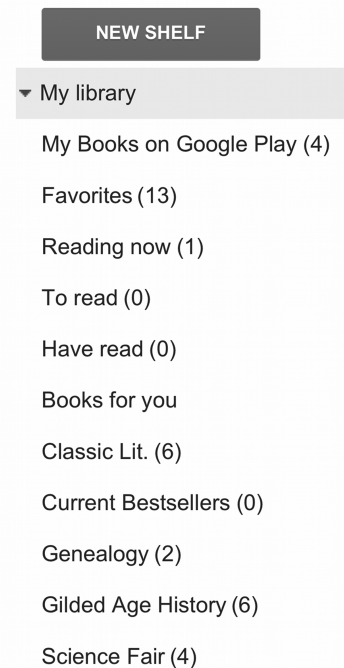 NEW SHELF
My library
My Books on Google Play (4)
Favorites (13)
Reading now (1)
To read (0)
Have read (0)
Books for you
Classic Lit. (6)
Current Bestsellers (0)
Genealogy (2)
Gilded Age History (6)
Science Fair (4)